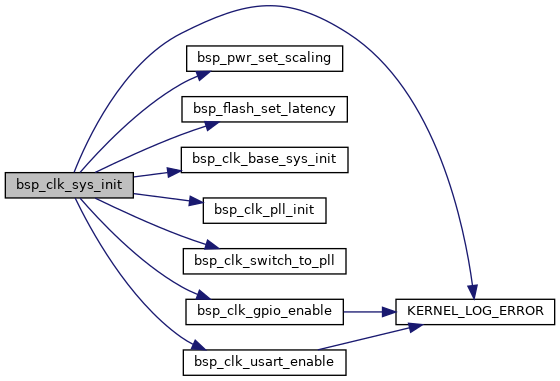 bsp_clk_sys_init
bsp_pwr_set_scaling
bsp_flash_set_latency
bsp_clk_base_sys_init
bsp_clk_pll_init
bsp_clk_switch_to_pll
bsp_clk_gpio_enable
bsp_clk_usart_enable
KERNEL_LOG_ERROR